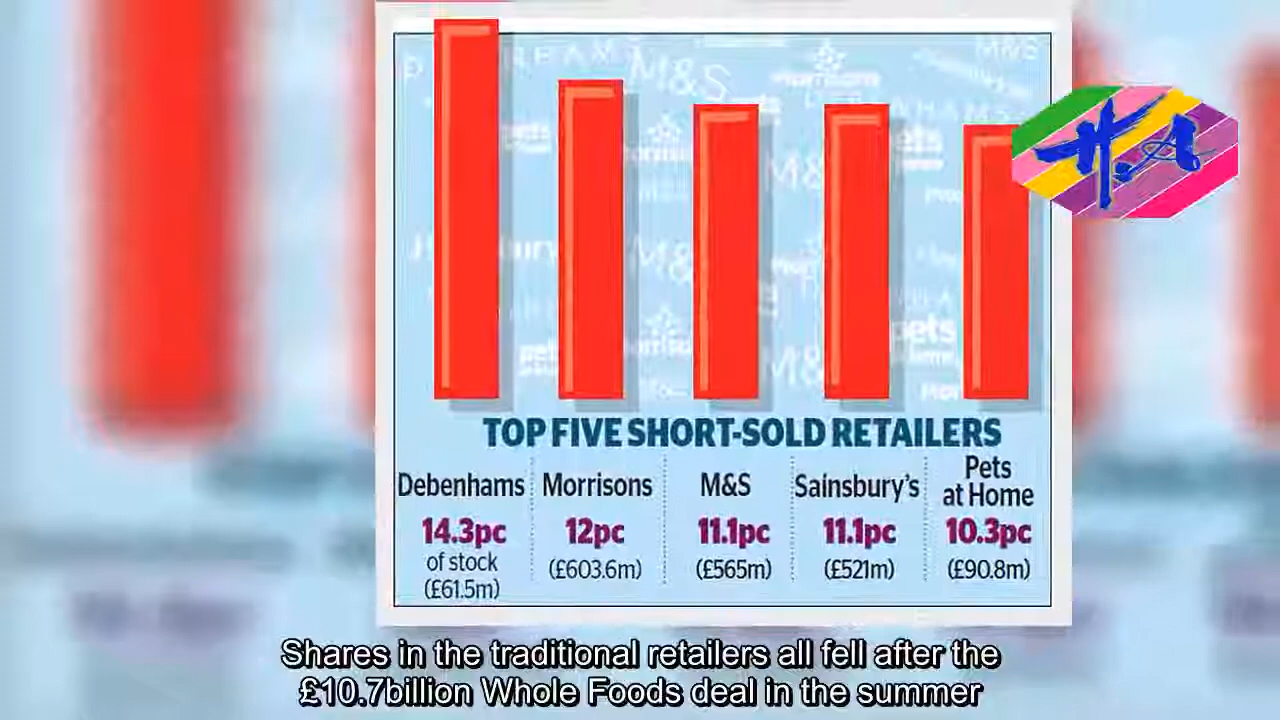 M&S
TOP FIVE SHORT-SOLD RETAILERS
Debenhams
14.3pc
of stock
(£61.5m)
Morrisons
12pc
(£603.6m)
M&S
11.1pc
(£565m)
Sainsbury's
11.1pc
(£521m)
Pets
at Home
10.3pc
(£90.8m)
H.A
Shares in the traditional retailers all fell after the
£10.7billion Whole Foods deal in the summer